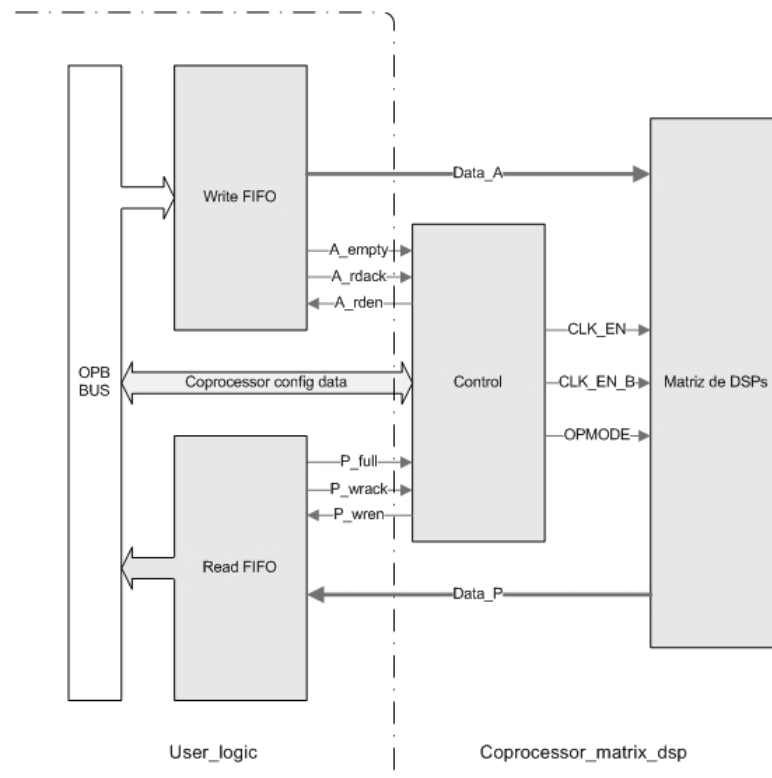 Data_A
Write FIFO
A_empty
A_rdack
A_rden
CLK_EN
OPB
BUS
Coprocessor config data
Control
CLK_EN_B
Matriz de DSPs
OPMODE
P_full
P_wrack
P_wren
Read FIFO
Data_P
User_logic
Coprocessor_matrix_dsp